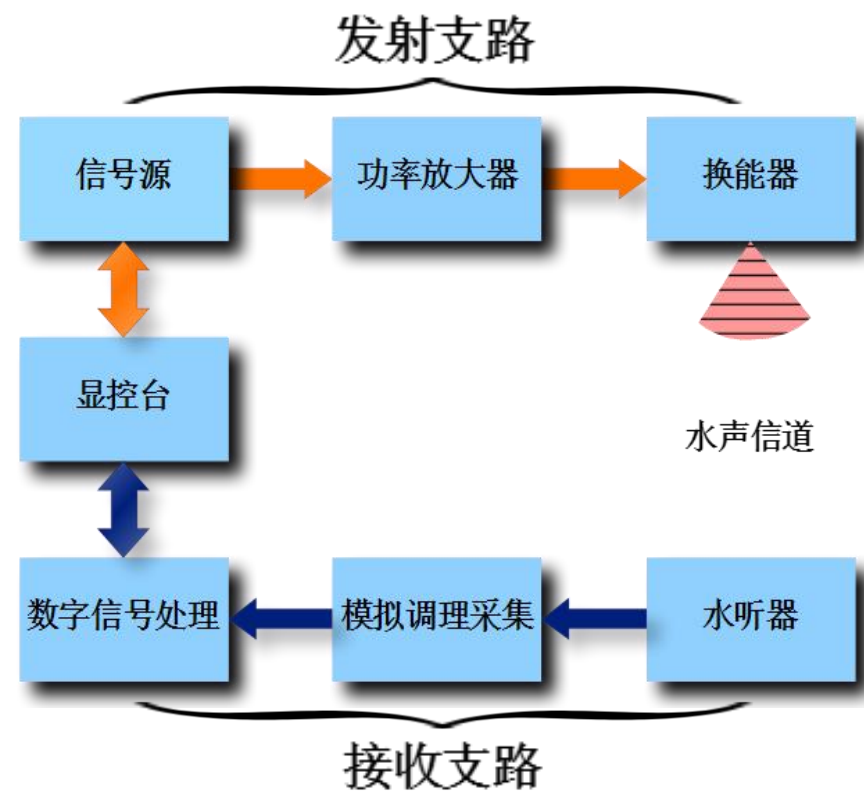 发射支路
信号源
功率放大器
换能器
显控台
水声信道
数字信号处理
模拟调理采集
水听器
接收支路